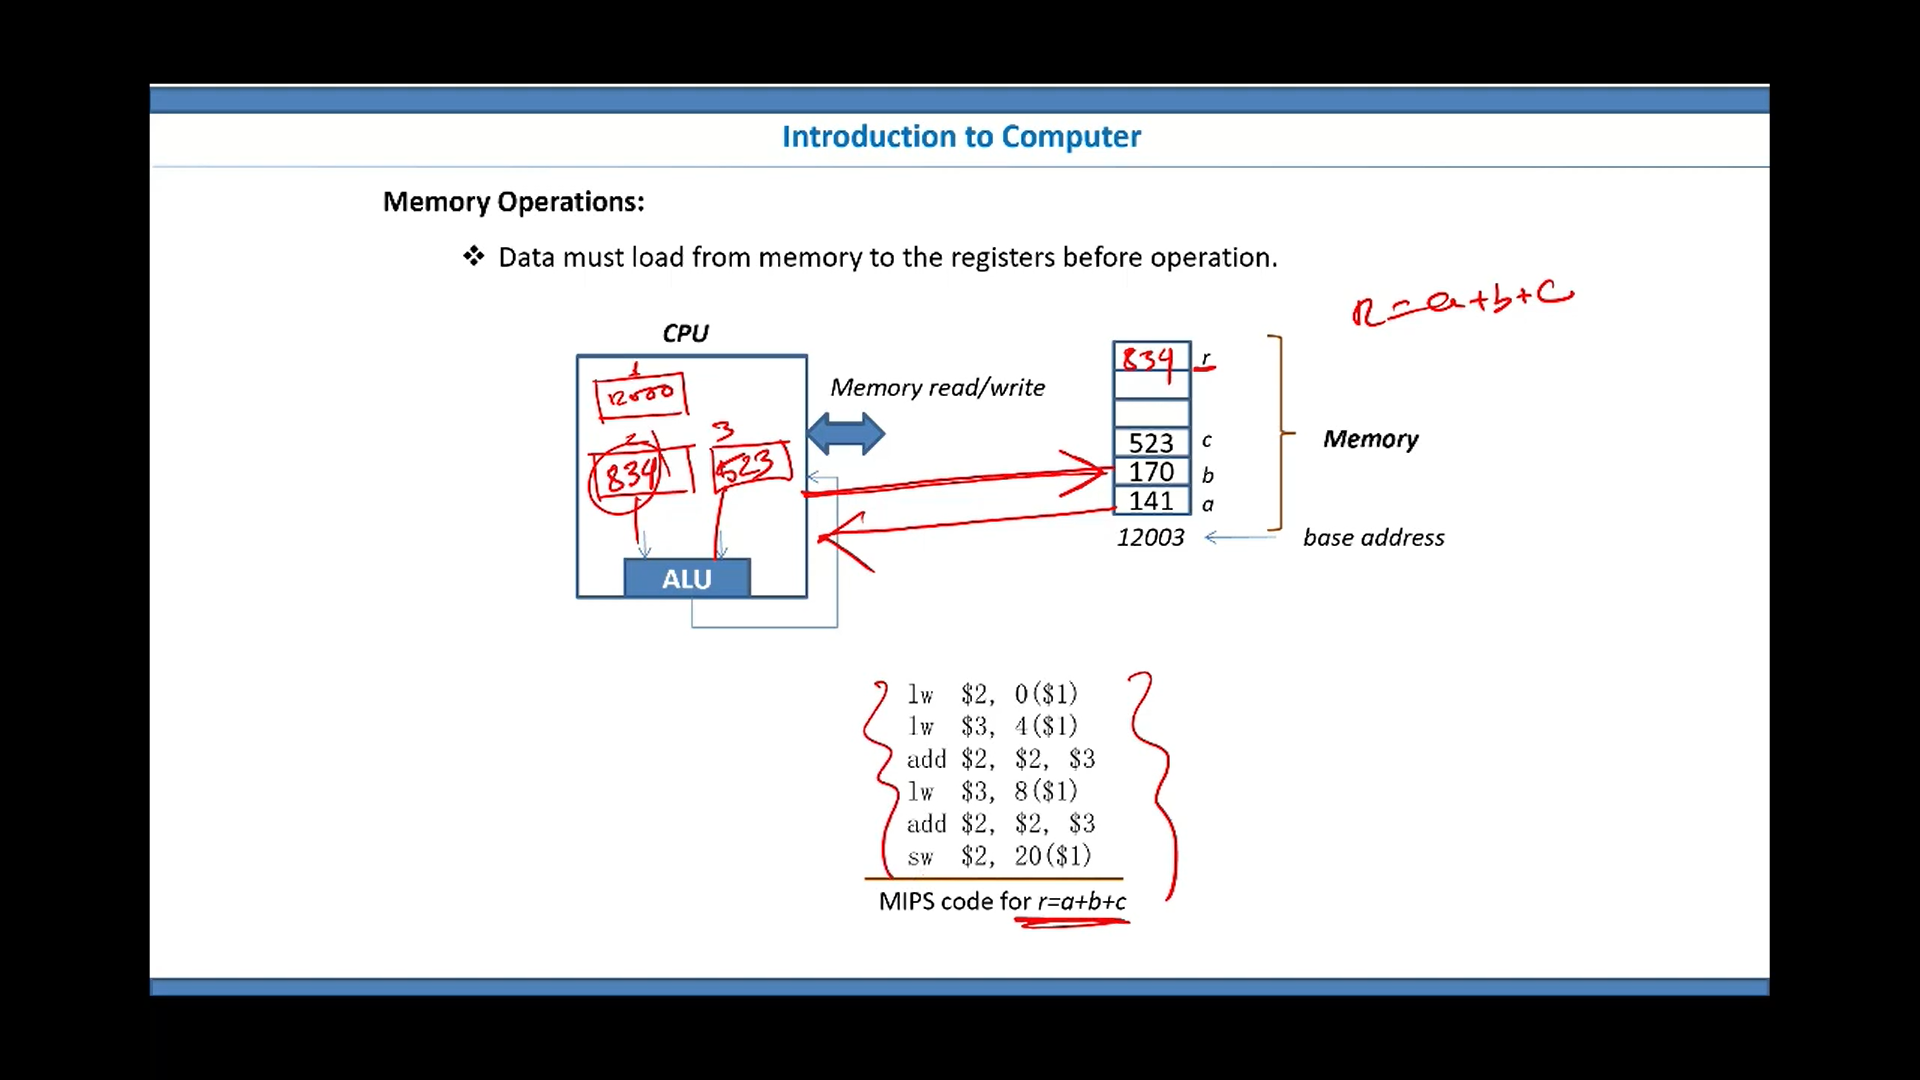 Introduction to Computer
Memory Operations:
❖ Data must load from memory to the registers before operation.
R=a+b+c
CPU
1
12000
2
834
3
523
ALU
Memory read/write
834 r
523 c
170 b
141 a
12003
base address
Memory
lw $2, 0($1)
lw $3, 4($1)
add $2, $2, $3
lw $3, 8($1)
add $2, $2, $3
sw $2, 20($1)
MIPS code for r=a+b+c